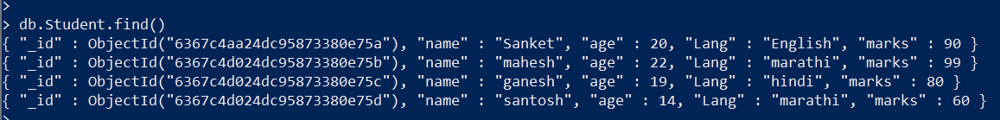 >
> db.Student.find()
{ "_id" : ObjectId("6367c4aa24dc95873380e75a"), "name" : "Sanket", "age" : 20, "Lang" : "English", "marks" : 90 }
{ "_id" : ObjectId("6367c4d024dc95873380e75b"), "name" : "mahesh", "age" : 22, "Lang" : "marathi", "marks" : 99 }
{ "_id" : ObjectId("6367c4d024dc95873380e75c"), "name" : "ganesh", "age" : 19, "Lang" : "hindi", "marks" : 80 }
{ "_id" : ObjectId("6367c4d024dc95873380e75d"), "name" : "santosh", "age" : 14, "Lang" : "marathi", "marks" : 60 }
>